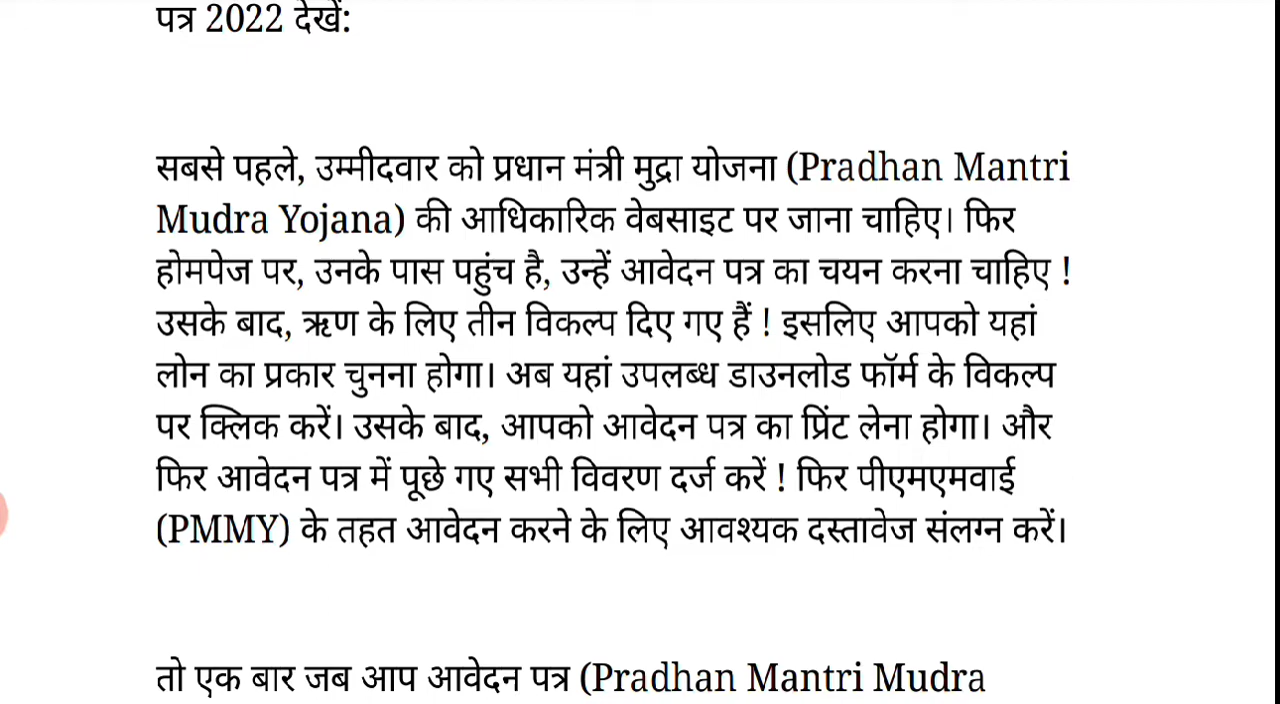 पत्र 2022 देखें:
सबसे पहले, उम्मीदवार को प्रधान मंत्री मुद्रा योजना (Pradhan Mantri
Mudra Yojana) की आधिकारिक वेबसाइट पर जाना चाहिए। फिर
होमपेज पर, उनके पास पहुंच है, उन्हें आवेदन पत्र का चयन करना चाहिए !
उसके बाद, ऋण के लिए तीन विकल्प दिए गए हैं ! इसलिए आपको यहां
लोन का प्रकार चुनना होगा। अब यहां उपलब्ध डाउनलोड फॉर्म के विकल्प
पर क्लिक करें। उसके बाद, आपको आवेदन पत्र का प्रिंट लेना होगा। और
फिर आवेदन पत्र में पूछे गए सभी विवरण दर्ज करें ! फिर पीएमएमवाई
(PMMY) के तहत आवेदन करने के लिए आवश्यक दस्तावेज संलग्न करें।
तो एक बार जब आप आवेदन पत्र (Pradhan Mantri Mudra